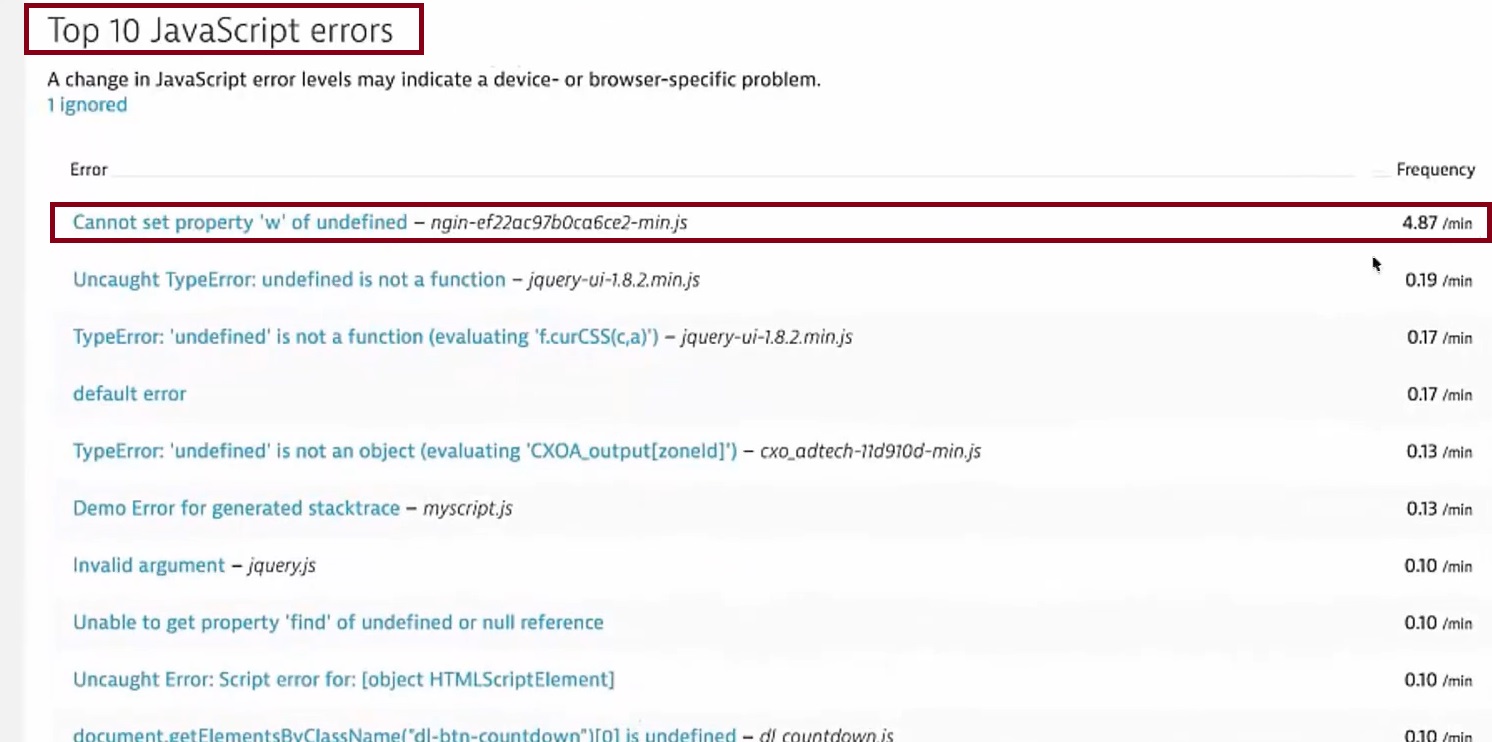 Top 10 JavaScript errors
A change in JavaScript error levels may indicate a device- or browser-specific problem.
1 ignored
Error Frequency
Cannot set property 'w' of undefined – ngin-ef22ac97b0ca6ce2-min.js 4.87 /min
Uncaught TypeError: undefined is not a function – jquery-ui-1.8.2.min.js 0.19 /min
TypeError: 'undefined' is not a function (evaluating 'f.curCSS(c,a)') – jquery-ui-1.8.2.min.js 0.17 /min
default error 0.17 /min
TypeError: 'undefined' is not an object (evaluating 'CXOA_output[zoneId]') – cxo_adtech-11d910d-min.js 0.13 /min
Demo Error for generated stacktrace – myscript.js 0.13 /min
Invalid argument – jquery.js 0.10 /min
Unable to get property 'find' of undefined or null reference 0.10 /min
Uncaught Error: Script error for: [object HTMLScriptElement] 0.10 /min
document.getElementsByClassName("dl-btn-countdown")[0] is undefined – dl_countdown.js 0.10 /min